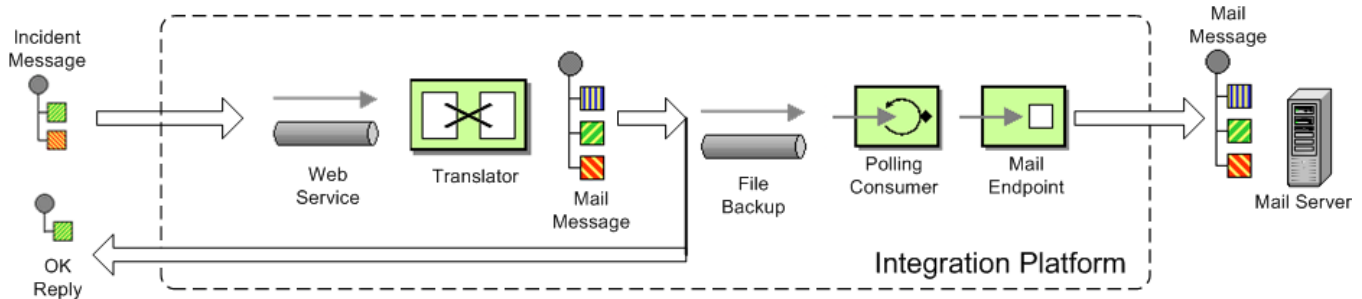 Incident
Message
Web
Service
Translator
Mail
Message
File
Backup
Polling
Consumer
Mail
Endpoint
Mail
Message
Mail Server
OK
Reply
Integration Platform